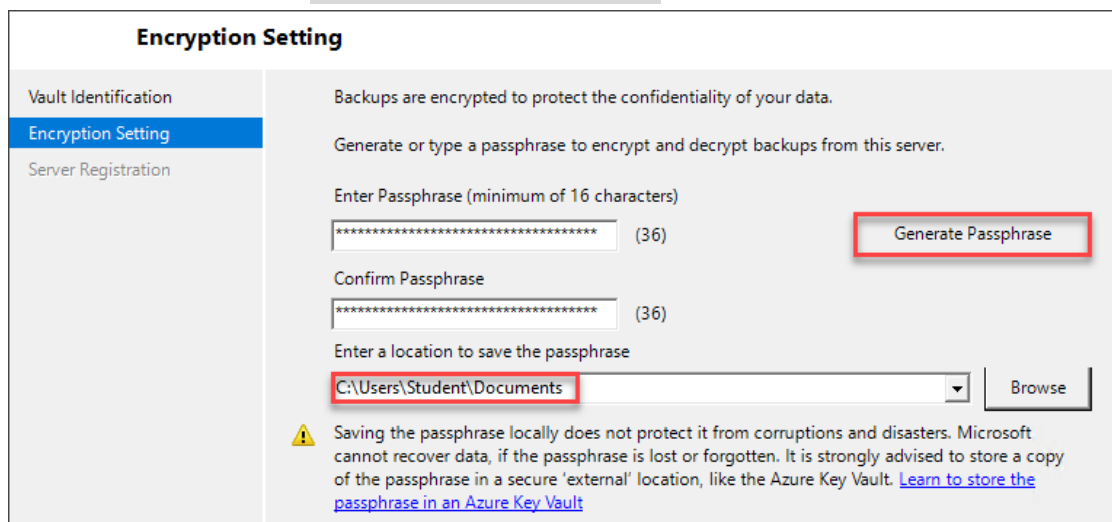 Encryption Setting
Vault Identification
Encryption Setting
Server Registration
Backups are encrypted to protect the confidentiality of your data.
Generate or type a passphrase to encrypt and decrypt backups from this server.
Enter Passphrase (minimum of 16 characters)
************************************ (36)
Generate Passphrase
Confirm Passphrase
************************************ (36)
Enter a location to save the passphrase
C:\Users\Student\Documents
Browse
Saving the passphrase locally does not protect it from corruptions and disasters. Microsoft
cannot recover data, if the passphrase is lost or forgotten. It is strongly advised to store a copy
of the passphrase in a secure 'external' location, like the Azure Key Vault. Learn to store the
passphrase in an Azure Key Vault